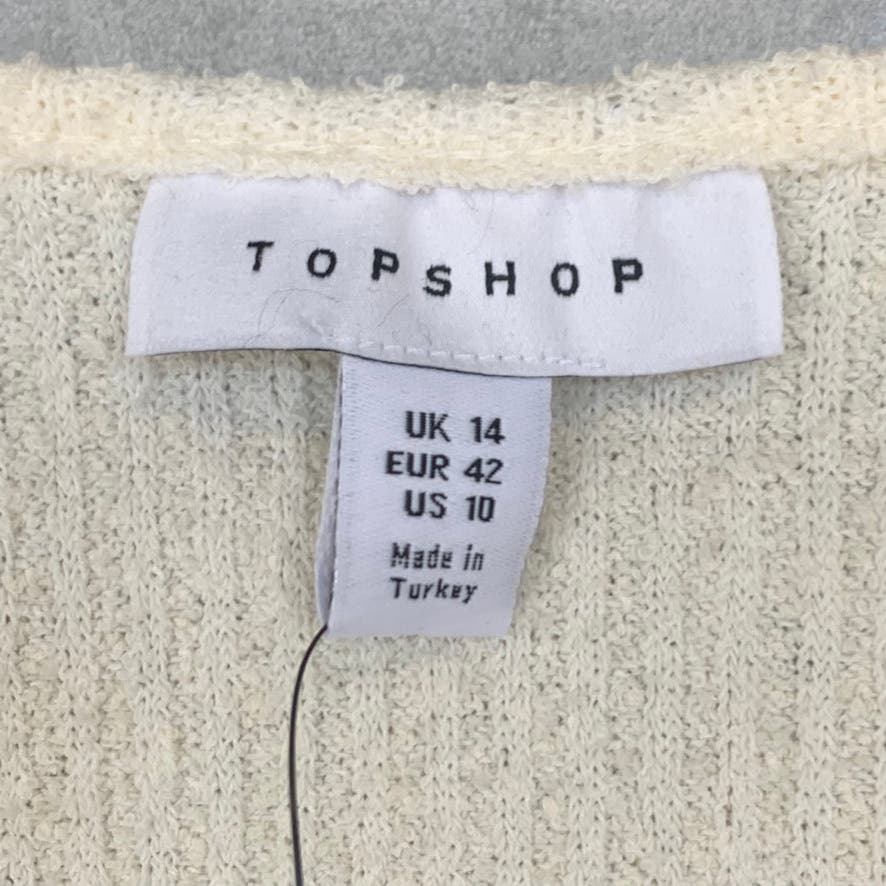 TOPSHOP
UK 14
EUR 42
US 10
Made in
Turkey